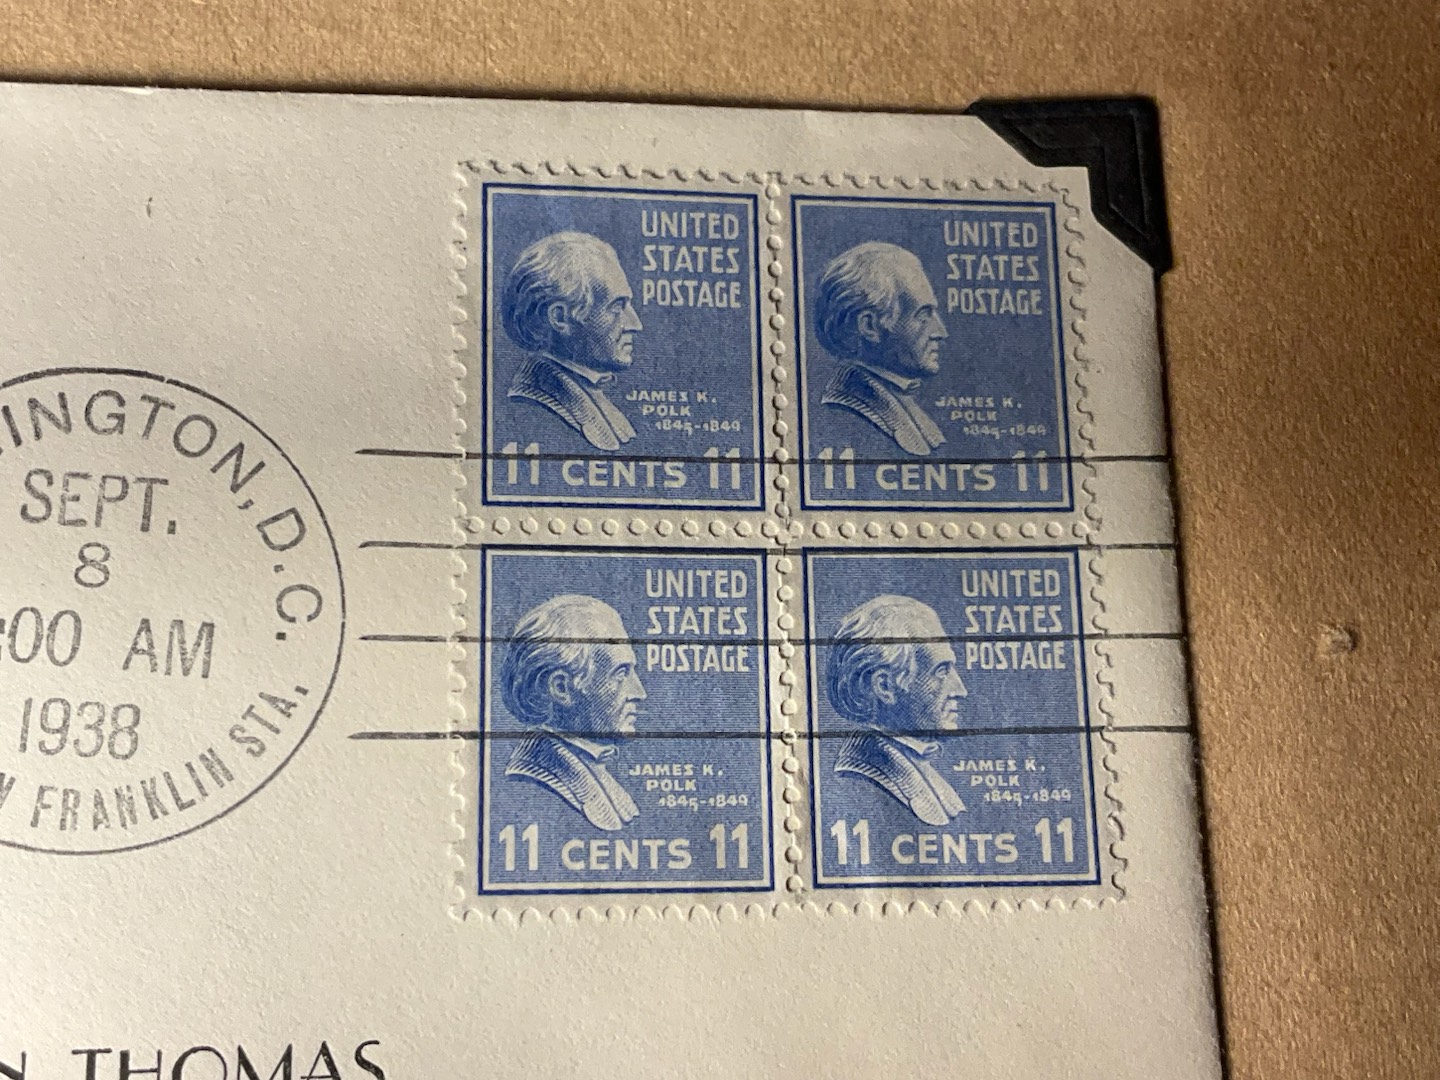 INGTON, D.C.
SEPT.
8
:00 AM
1938
FRANKLIN STA.
UNITED
STATES
POSTAGE
JAMES K.
POLK
1845-1849
11 CENTS 11
UNITED
STATES
POSTAGE
JAMES K.
POLK
1845-1849
11 CENTS 11
UNITED
STATES
POSTAGE
JAMES K.
POLK
1845-1849
11 CENTS 11
UNITED
STATES
POSTAGE
JAMES K.
POLK
1845-1849
11 CENTS 11
N THOMAS